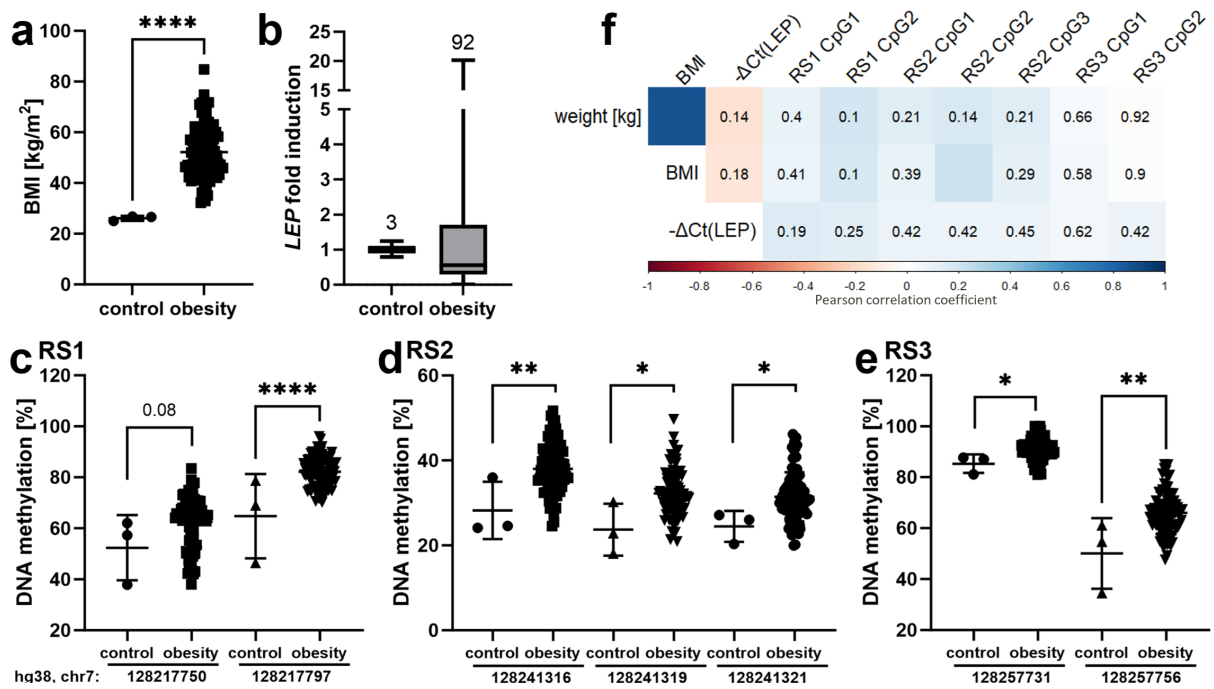 a
****
BMI [kg/m²]
100
80
60
40
20
0
control obesity
b
92
3
LEP fold induction
25
20
15
10
5
4
3
2
1
0
control obesity
f
BMI
-ΔCt(LEP)
RS1 CpG1
RS1 CpG2
RS2 CpG1
RS2 CpG2
RS2 CpG3
RS3 CpG1
RS3 CpG2
weight [kg] 0.14 0.4 0.1 0.21 0.14 0.21 0.66 0.92
BMI 0.18 0.41 0.1 0.39 0.29 0.58 0.9
-ΔCt(LEP) 0.19 0.25 0.42 0.42 0.45 0.62 0.42
-1 -0.8 -0.6 -0.4 -0.2 0 0.2 0.4 0.6 0.8 1
Pearson correlation coefficient
c RS1
0.08 ****
DNA methylation [%]
120
100
80
60
40
20
control obesity control obesity
hg38, chr7: 128217750 128217797
d RS2
** * *
DNA methylation [%]
60
40
20
0
control obesity control obesity control obesity
128241316 128241319 128241321
e RS3
* **
DNA methylation [%]
120
100
80
60
40
20
control obesity control obesity
128257731 128257756